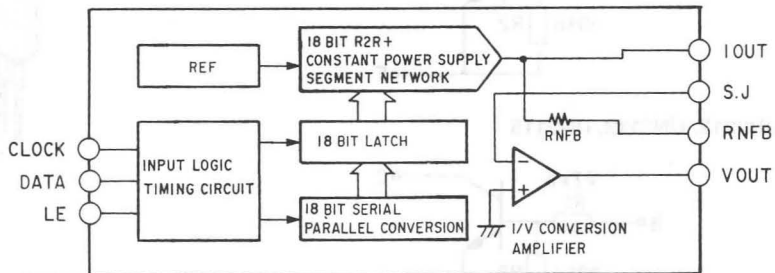 REF
18 BIT R2R+
CONSTANT POWER SUPPLY
SEGMENT NETWORK
IOUT
S.J
RNFB
RNFB
VOUT
CLOCK
DATA
LE
INPUT LOGIC
TIMING CIRCUIT
18 BIT LATCH
18 BIT SERIAL
PARALLEL CONVERSION
−
+
I/V CONVERSION
AMPLIFIER